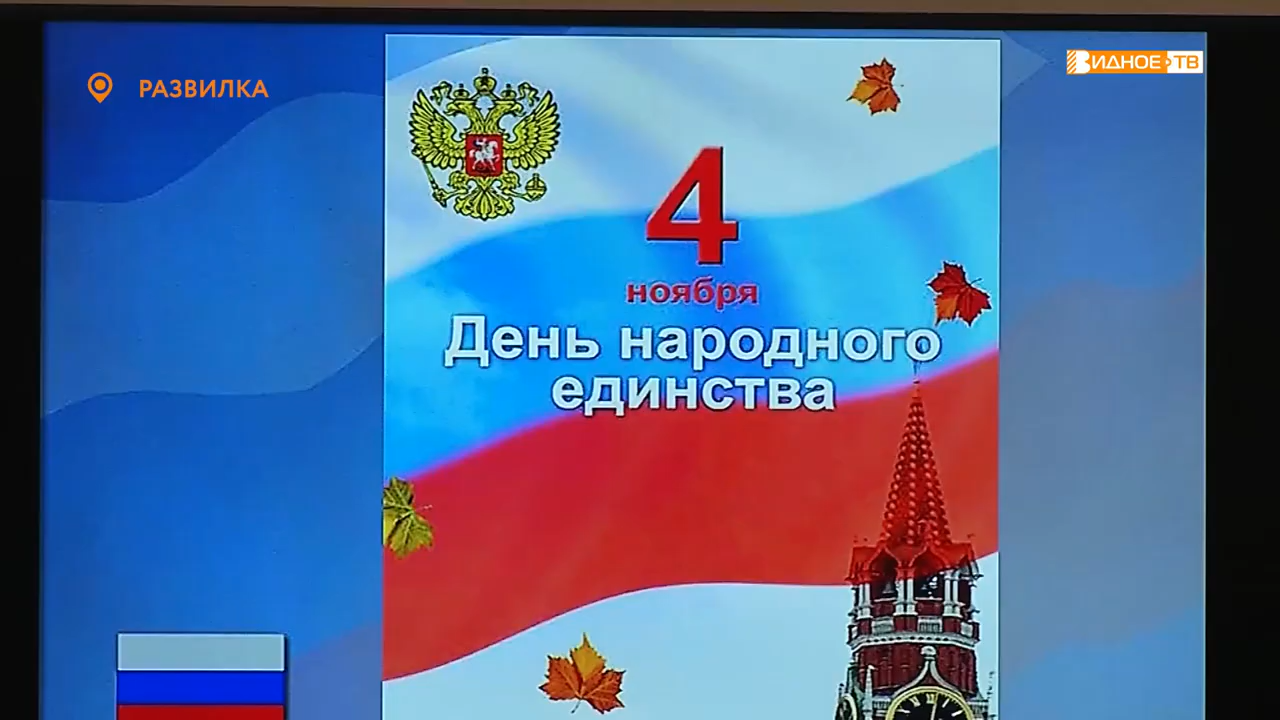 РАЗВИЛКА
ВИДНОЕ ТВ
4
ноября
День народного
единства